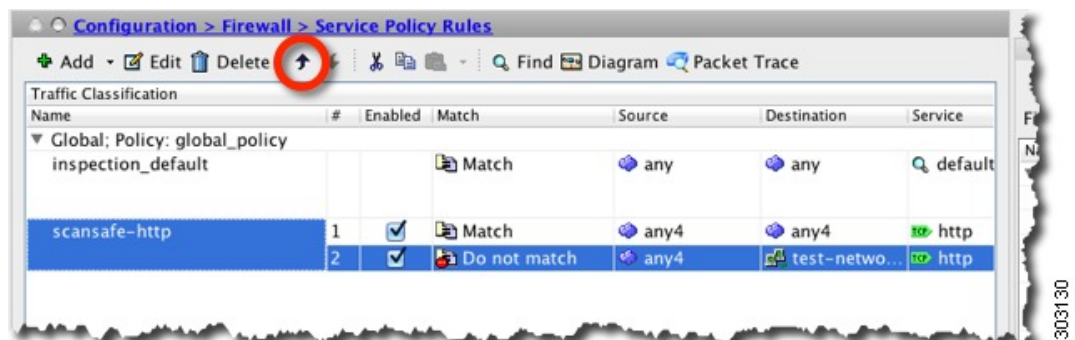 Configuration > Firewall > Service Policy Rules
Add Edit Delete Find Diagram Packet Trace
Traffic Classification
Name # Enabled Match Source Destination Service
Global; Policy: global_policy
inspection_default Match any any default
scansafe-http 1 Match any4 any4 TCP http
2 Do not match any4 test-netwo... TCP http
303130